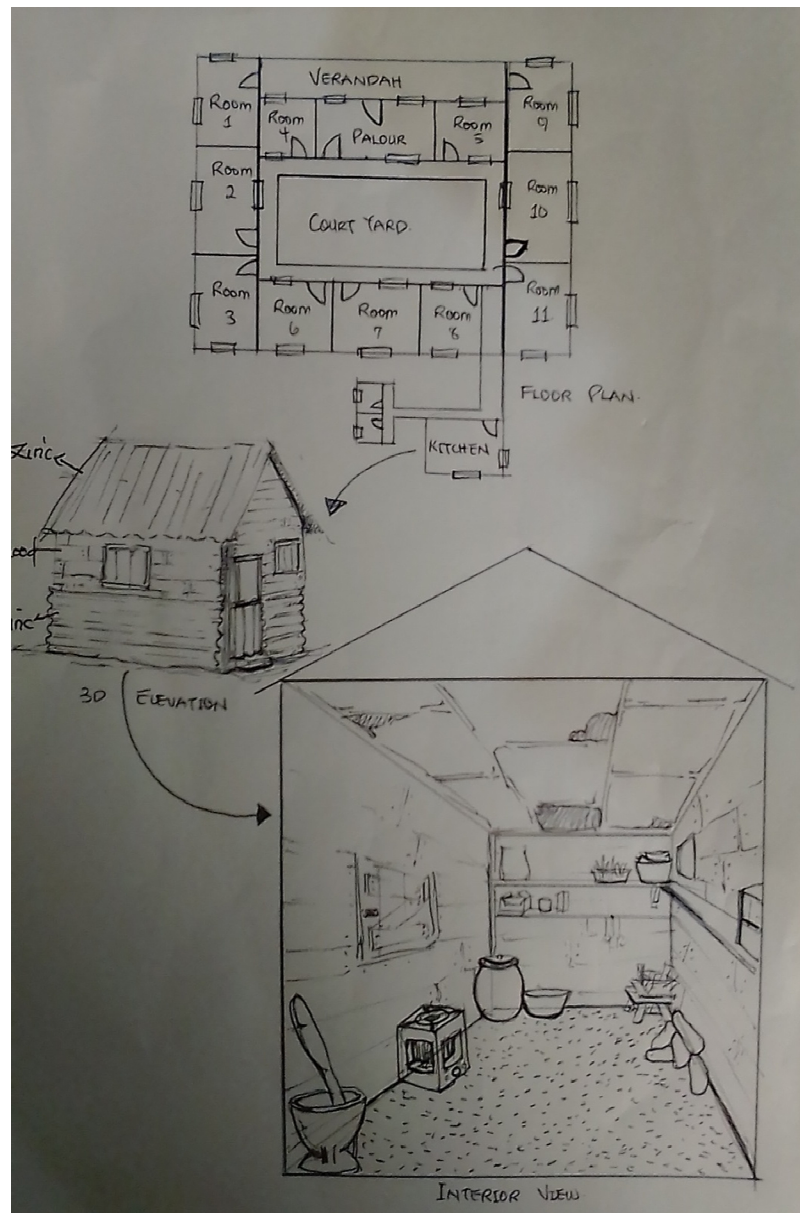 VERANDAH
Room
1
Room
4
PALOUR
Room
5
Room
9
Room
2
COURT YARD.
Room
10
Room
3
Room
6
Room
7
Room
8
Room
11
FLOOR PLAN.
KITCHEN
Zinc
3D ELEVATION
INTERIOR VIEW